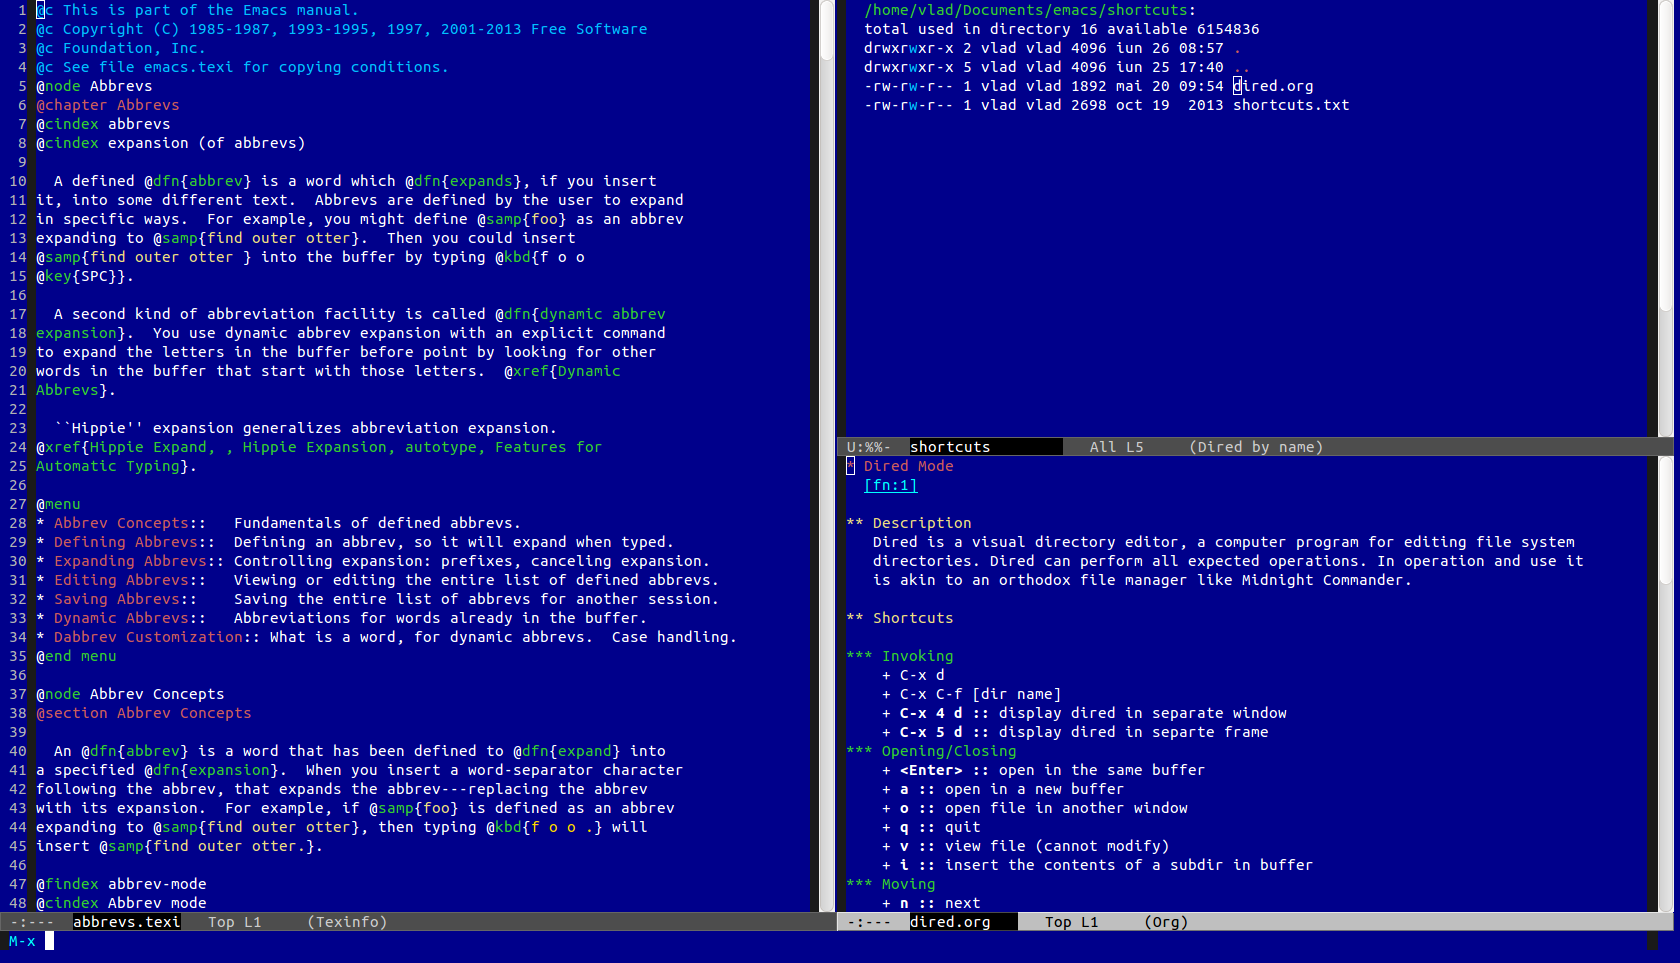 1 @c This is part of the Emacs manual.
2 @c Copyright (C) 1985-1987, 1993-1995, 1997, 2001-2013 Free Software
3 @c Foundation, Inc.
4 @c See file emacs.texi for copying conditions.
5 @node Abbrevs
6 @chapter Abbrevs
7 @cindex abbrevs
8 @cindex expansion (of abbrevs)
9
10   A defined @dfn{abbrev} is a word which @dfn{expands}, if you insert
11 it, into some different text.  Abbrevs are defined by the user to expand
12 in specific ways.  For example, you might define @samp{foo} as an abbrev
13 expanding to @samp{find outer otter}.  Then you could insert
14 @samp{find outer otter } into the buffer by typing @kbd{f o o
15 @key{SPC}}.
16
17   A second kind of abbreviation facility is called @dfn{dynamic abbrev
18 expansion}.  You use dynamic abbrev expansion with an explicit command
19 to expand the letters in the buffer before point by looking for other
20 words in the buffer that start with those letters.  @xref{Dynamic
21 Abbrevs}.
22
23   ``Hippie'' expansion generalizes abbreviation expansion.
24 @xref{Hippie Expand, , Hippie Expansion, autotype, Features for
25 Automatic Typing}.
26
27 @menu
28 * Abbrev Concepts::   Fundamentals of defined abbrevs.
29 * Defining Abbrevs::  Defining an abbrev, so it will expand when typed.
30 * Expanding Abbrevs:: Controlling expansion: prefixes, canceling expansion.
31 * Editing Abbrevs::   Viewing or editing the entire list of defined abbrevs.
32 * Saving Abbrevs::    Saving the entire list of abbrevs for another session.
33 * Dynamic Abbrevs::   Abbreviations for words already in the buffer.
34 * Dabbrev Customization:: What is a word, for dynamic abbrevs.  Case handling.
35 @end menu
36
37 @node Abbrev Concepts
38 @section Abbrev Concepts
39
40   An @dfn{abbrev} is a word that has been defined to @dfn{expand} into
41 a specified @dfn{expansion}.  When you insert a word-separator character
42 following the abbrev, that expands the abbrev---replacing the abbrev
43 with its expansion.  For example, if @samp{foo} is defined as an abbrev
44 expanding to @samp{find outer otter}, then typing @kbd{f o o .} will
45 insert @samp{find outer otter.}.
46
47 @findex abbrev-mode
48 @cindex Abbrev mode
-:---  abbrevs.texi   Top L1     (Texinfo)
/home/vlad/Documents/emacs/shortcuts:
total used in directory 16 available 6154836
drwxrwxr-x 2 vlad vlad 4096 iun 26 08:57 .
drwxrwxr-x 5 vlad vlad 4096 iun 25 17:40 ..
-rw-rw-r-- 1 vlad vlad 1892 mai 20 09:54 dired.org
-rw-rw-r-- 1 vlad vlad 2698 oct 19  2013 shortcuts.txt
U:%%-  shortcuts   All L5     (Dired by name)
* Dired Mode
[fn:1]
** Description
Dired is a visual directory editor, a computer program for editing file system
directories. Dired can perform all expected operations. In operation and use it
is akin to an orthodox file manager like Midnight Commander.
** Shortcuts
*** Invoking
+ C-x d
+ C-x C-f [dir name]
+ C-x 4 d :: display dired in separate window
+ C-x 5 d :: display dired in separte frame
*** Opening/Closing
+ <Enter> :: open in the same buffer
+ a :: open in a new buffer
+ o :: open file in another window
+ q :: quit
+ v :: view file (cannot modify)
+ i :: insert the contents of a subdir in buffer
*** Moving
+ n :: next
-:---  dired.org   Top L1     (Org)
M-x